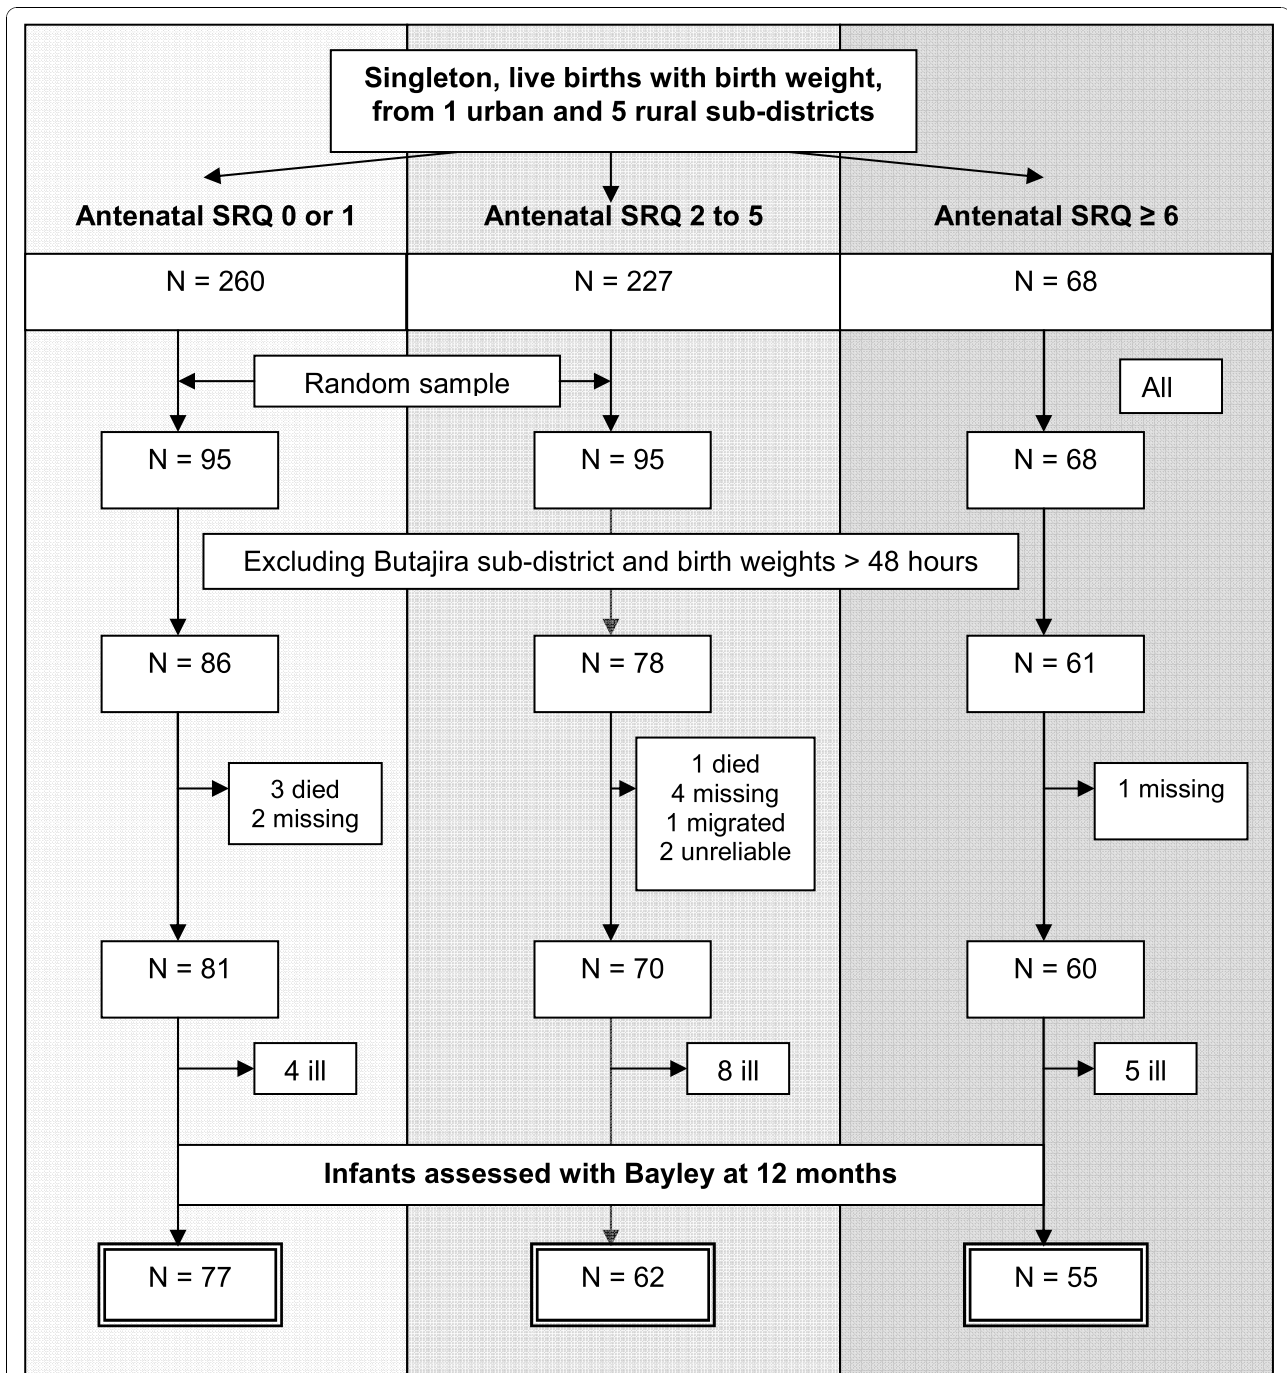 Singleton, live births with birth weight,
from 1 urban and 5 rural sub-districts
Antenatal SRQ 0 or 1
Antenatal SRQ 2 to 5
Antenatal SRQ ≥ 6
N = 260
N = 227
N = 68
Random sample
All
N = 95
N = 95
N = 68
Excluding Butajira sub-district and birth weights > 48 hours
N = 86
N = 78
N = 61
3 died
2 missing
1 died
4 missing
1 migrated
2 unreliable
1 missing
N = 81
N = 70
N = 60
4 ill
8 ill
5 ill
Infants assessed with Bayley at 12 months
N = 77
N = 62
N = 55